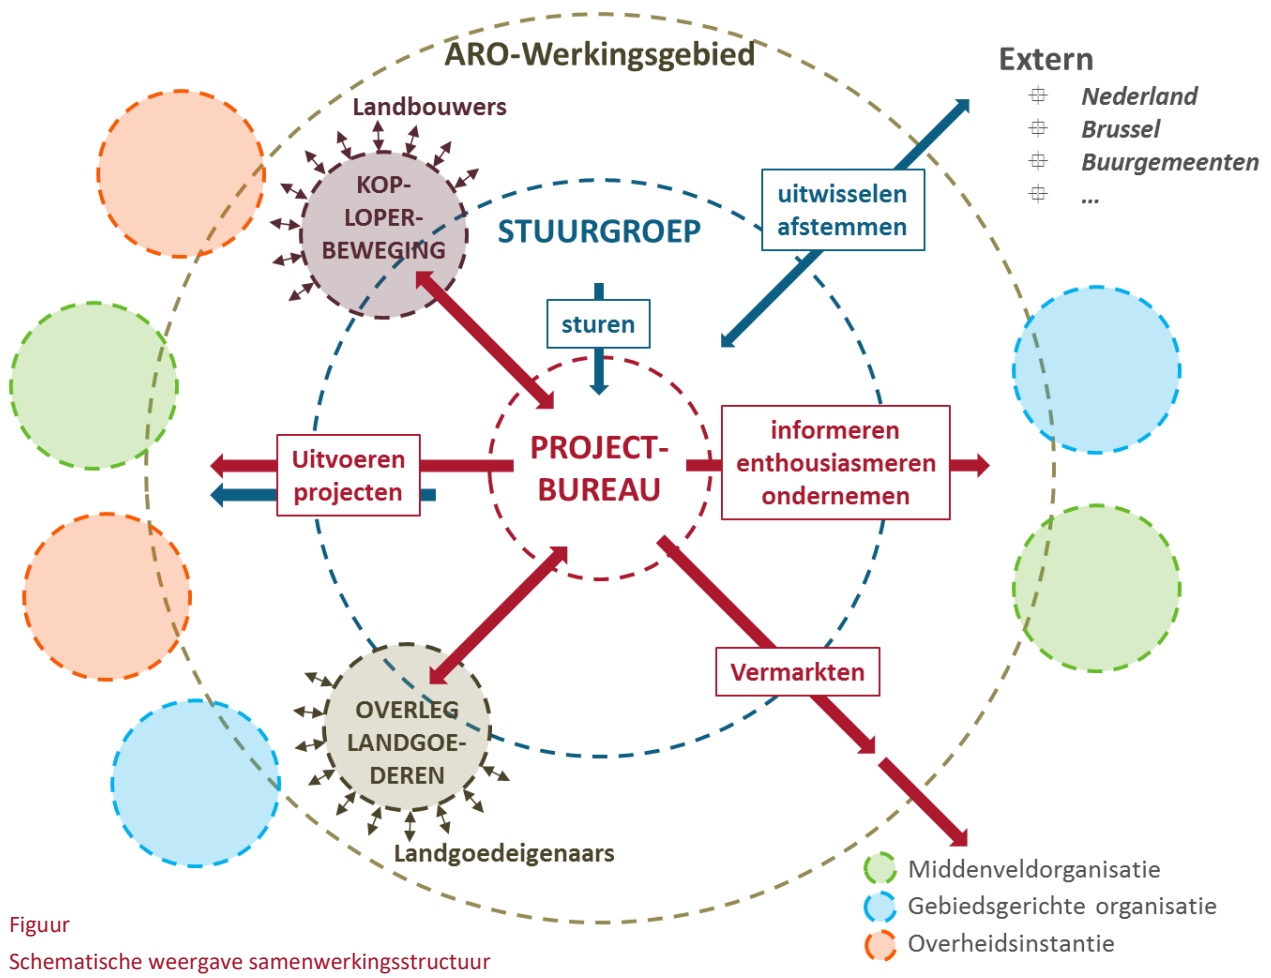 ARO-Werkingsgebied
Extern
Nederland
Brussel
Buurgemeenten
...
Landbouwers
KOP-
LOPER-
BEWEGING
STUURGROEP
uitwisselen
afstemmen
sturen
PROJECT-
BUREAU
Uitvoeren
projecten
informeren
enthousiasmeren
ondernemen
Vermarkten
OVERLEG
LANDGOE-
DEREN
Landgoedeigenaars
Middenveldorganisatie
Gebiedsgerichte organisatie
Overheidsinstantie
Figuur
Schematische weergave samenwerkingsstructuur